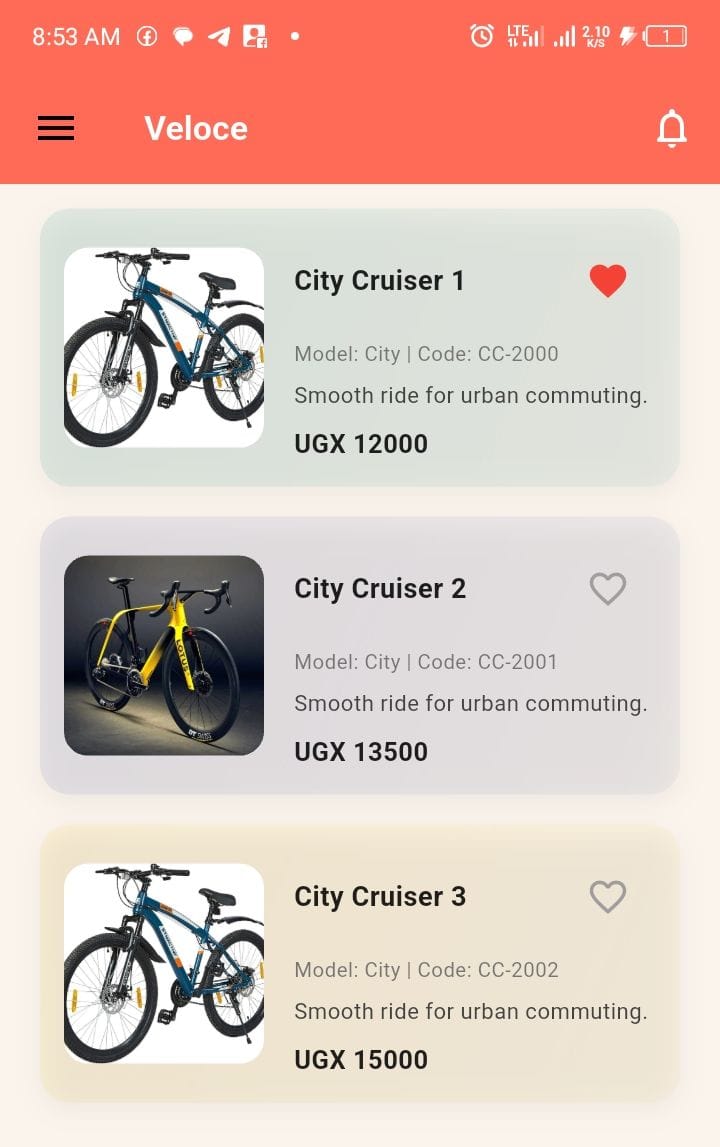 8:53 AM LTE 2.10 K/S 1
Veloce
City Cruiser 1
Model: City | Code: CC-2000
Smooth ride for urban commuting.
UGX 12000
City Cruiser 2
Model: City | Code: CC-2001
Smooth ride for urban commuting.
UGX 13500
LOTUS
City Cruiser 3
Model: City | Code: CC-2002
Smooth ride for urban commuting.
UGX 15000